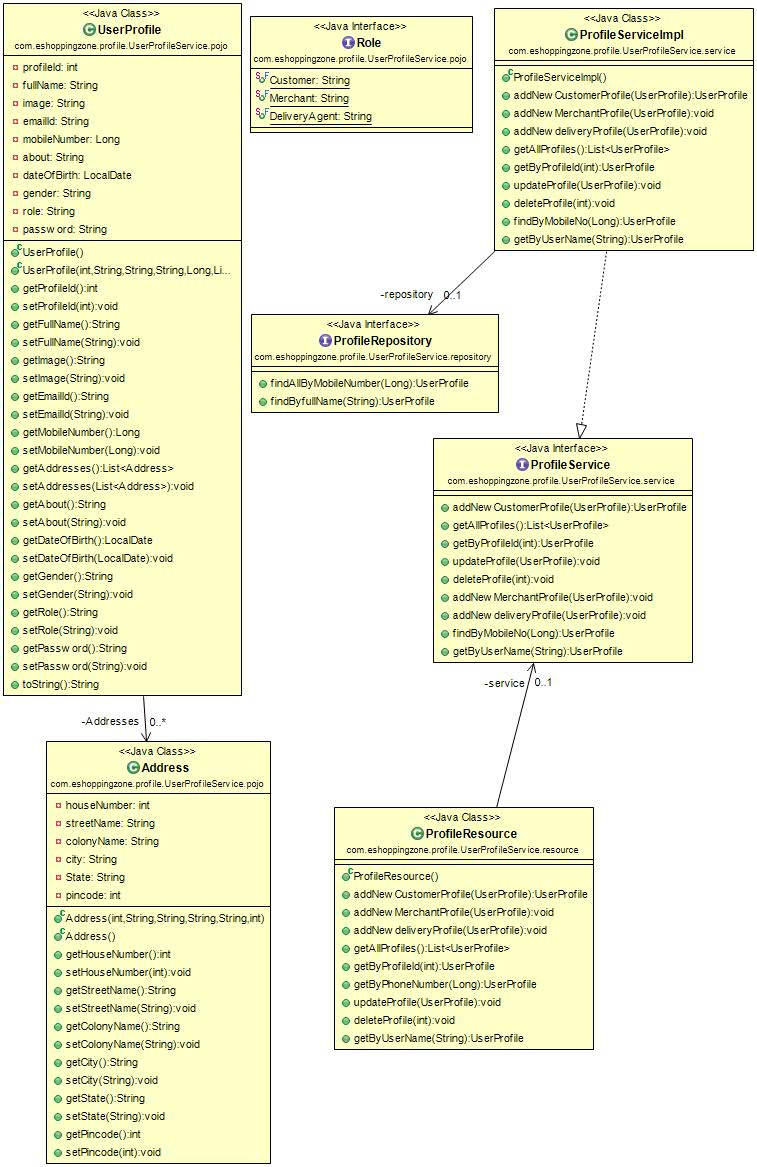 <<Java Class>>
UserProfile
com.eshoppingzone.profile.UserProfileService.pojo
profileId: int
fullName: String
image: String
emailId: String
mobileNumber: Long
about: String
dateOfBirth: LocalDate
gender: String
role: String
password: String
UserProfile()
UserProfile(int,String,String,String,Long,Li...
getProfileId():int
setProfileId(int):void
getFullName():String
setFullName(String):void
getImage():String
setImage(String):void
getEmailId():String
setEmailId(String):void
getMobileNumber():Long
setMobileNumber(Long):void
getAddresses():List<Address>
setAddresses(List<Address>):void
getAbout():String
setAbout(String):void
getDateOfBirth():LocalDate
setDateOfBirth(LocalDate):void
getGender():String
setGender(String):void
getRole():String
setRole(String):void
getPassword():String
setPassword(String):void
toString():String
-Addresses 0..*
<<Java Class>>
Address
com.eshoppingzone.profile.UserProfileService.pojo
houseNumber: int
streetName: String
colonyName: String
city: String
State: String
pincode: int
Address(int,String,String,String,String,int)
Address()
getHouseNumber():int
setHouseNumber(int):void
getStreetName():String
setStreetName(String):void
getColonyName():String
setColonyName(String):void
getCity():String
setCity(String):void
getState():String
setState(String):void
getPincode():int
setPincode(int):void
<<Java Interface>>
Role
com.eshoppingzone.profile.UserProfileService.pojo
Customer: String
Merchant: String
DeliveryAgent: String
<<Java Class>>
ProfileServiceImpl
com.eshoppingzone.profile.UserProfileService.service
ProfileServiceImpl()
addNewCustomerProfile(UserProfile):UserProfile
addNewMerchantProfile(UserProfile):void
addNewdeliveryProfile(UserProfile):void
getAllProfiles():List<UserProfile>
getByProfileId(int):UserProfile
updateProfile(UserProfile):void
deleteProfile(int):void
findByMobileNo(Long):UserProfile
getByUserName(String):UserProfile
-repository 0..1
<<Java Interface>>
ProfileRepository
com.eshoppingzone.profile.UserProfileService.repository
findAllByMobileNumber(Long):UserProfile
findByfullName(String):UserProfile
<<Java Interface>>
ProfileService
com.eshoppingzone.profile.UserProfileService.service
addNewCustomerProfile(UserProfile):UserProfile
getAllProfiles():List<UserProfile>
getByProfileId(int):UserProfile
updateProfile(UserProfile):void
deleteProfile(int):void
addNewMerchantProfile(UserProfile):void
addNewdeliveryProfile(UserProfile):void
findByMobileNo(Long):UserProfile
getByUserName(String):UserProfile
-service 0..1
<<Java Class>>
ProfileResource
com.eshoppingzone.profile.UserProfileService.resource
ProfileResource()
addNewCustomerProfile(UserProfile):UserProfile
addNewMerchantProfile(UserProfile):void
addNewdeliveryProfile(UserProfile):void
getAllProfiles():List<UserProfile>
getByProfileId(int):UserProfile
getByPhoneNumber(Long):UserProfile
updateProfile(UserProfile):void
deleteProfile(int):void
getByUserName(String):UserProfile